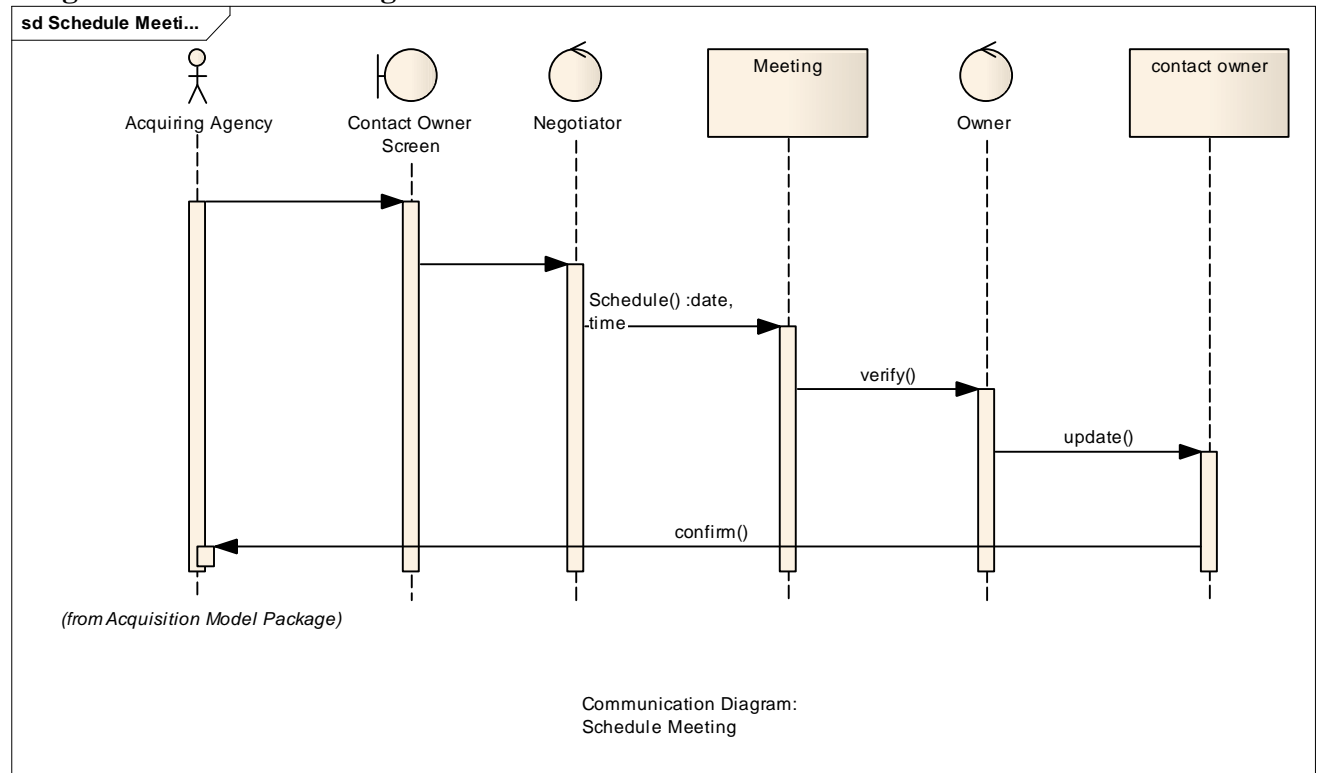 sd Schedule Meeti...
Meeting
contact owner
Acquiring Agency
Contact Owner
Screen
Negotiator
Owner
Schedule() :date,
time
verify()
update()
confirm()
(from Acquisition Model Package)
Communication Diagram:
Schedule Meeting